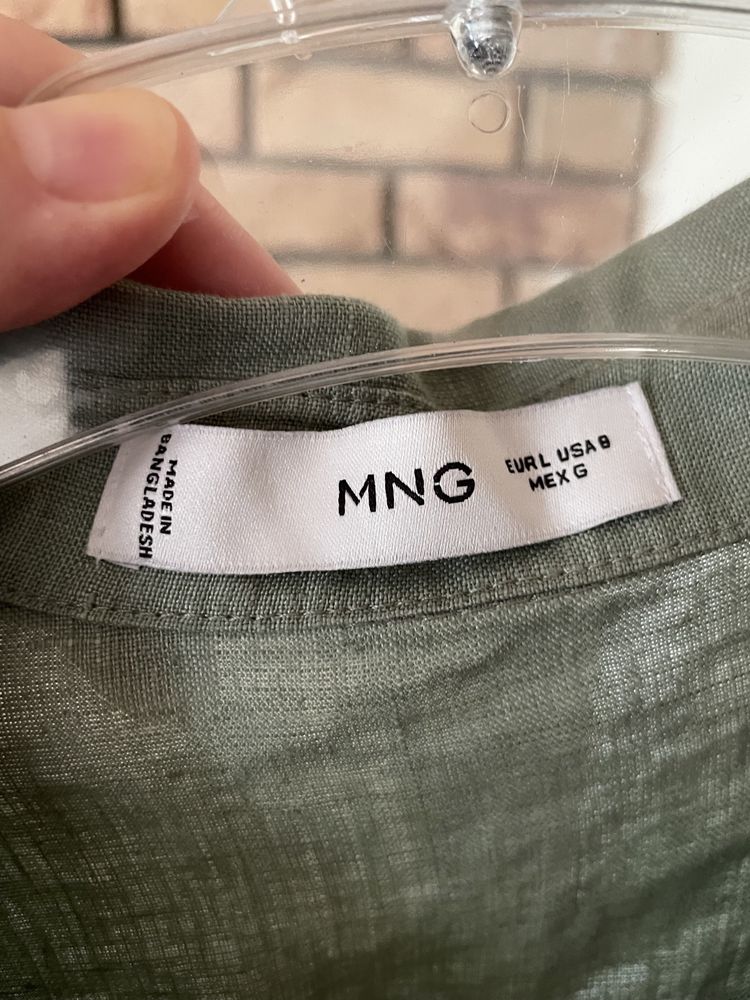 MADE IN
BANGLADESH
MNG
EUR L USA 8
MEX G